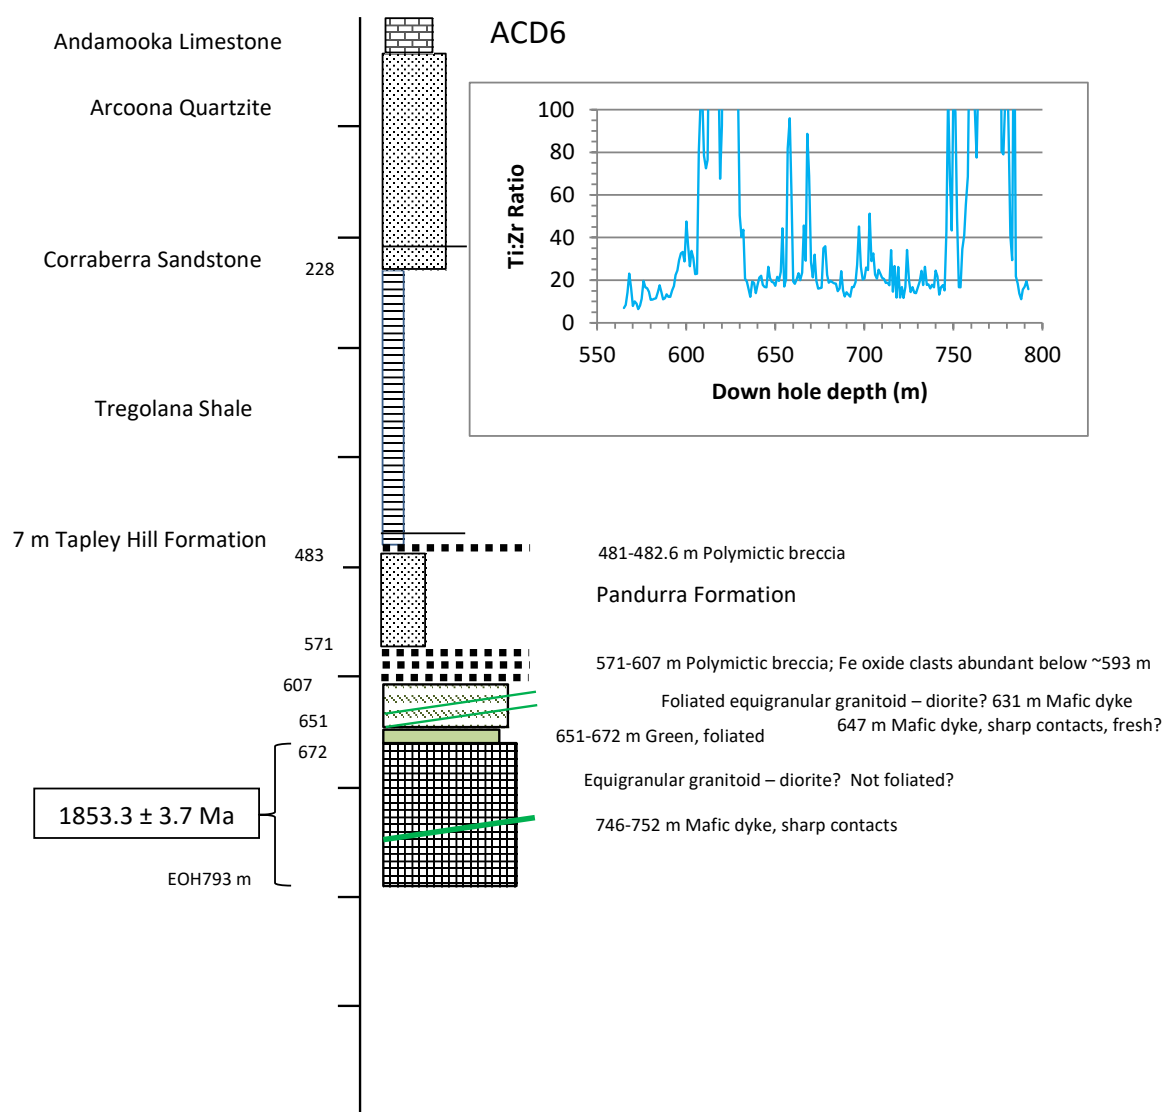 ACD6
Andamooka Limestone
Arcoona Quartzite
Corraberra Sandstone
228
Tregolana Shale
7 m Tapley Hill Formation
483
571
607
651
672
1853.3 ± 3.7 Ma
EOH793 m
Ti:Zr Ratio
100
80
60
40
20
0
550 600 650 700 750 800
Down hole depth (m)
481-482.6 m Polymictic breccia
Pandurra Formation
571-607 m Polymictic breccia; Fe oxide clasts abundant below ~593 m
Foliated equigranular granitoid – diorite? 631 m Mafic dyke
647 m Mafic dyke, sharp contacts, fresh?
651-672 m Green, foliated
Equigranular granitoid – diorite?  Not foliated?
746-752 m Mafic dyke, sharp contacts